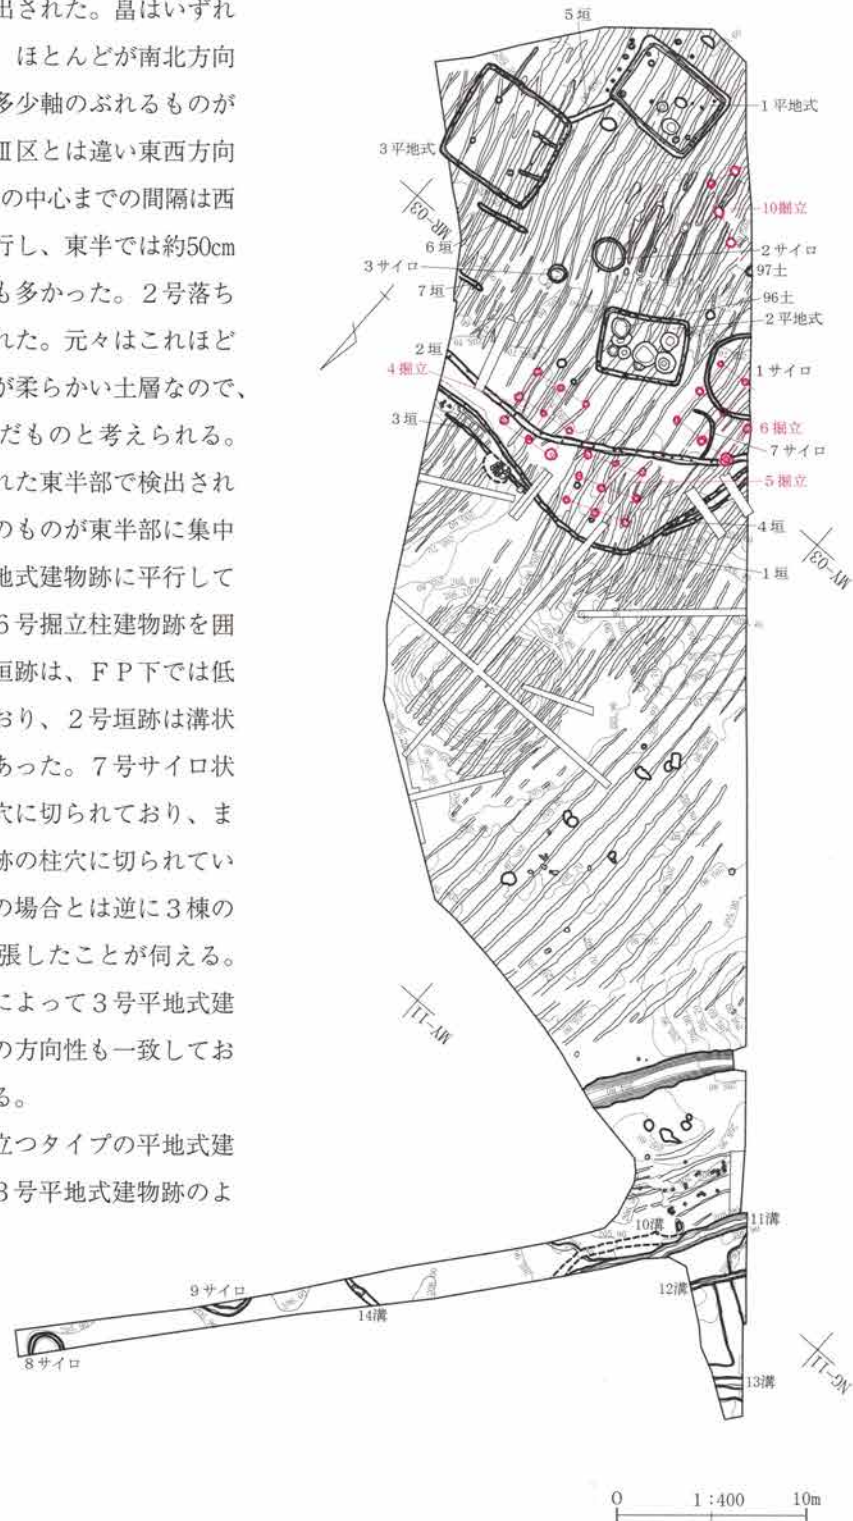 出された。畠はいずれ
ほとんどが南北方向
多少軸のぶれるものが
Ⅱ区とは違い東西方向
の中心までの間隔は西
行し、東半では約50cm
も多かった。２号落ち
れた。元々はこれほど
が柔らかい土層なので、
だものと考えられる。
れた東半部で検出され
のものが東半部に集中
地式建物跡に平行して
６号掘立柱建物跡を囲
垣跡は、ＦＰ下では低
おり、２号垣跡は溝状
あった。７号サイロ状
穴に切られており、ま
跡の柱穴に切られてい
の場合とは逆に３棟の
張したことが伺える。
によって３号平地式建
の方向性も一致してお
る。
立つタイプの平地式建
３号平地式建物跡のよ
5垣
1平地式
3平地式
MR-03
10掘立
6垣
2サイロ
3サイロ
97土
7垣
96土
2平地式
2垣
4掘立
1サイロ
3垣
6掘立
7サイロ
5掘立
4垣
MY-03
1垣
MY-11
10溝
11溝
12溝
9サイロ
14溝
8サイロ
NG-11
13溝
0 1:400 10m